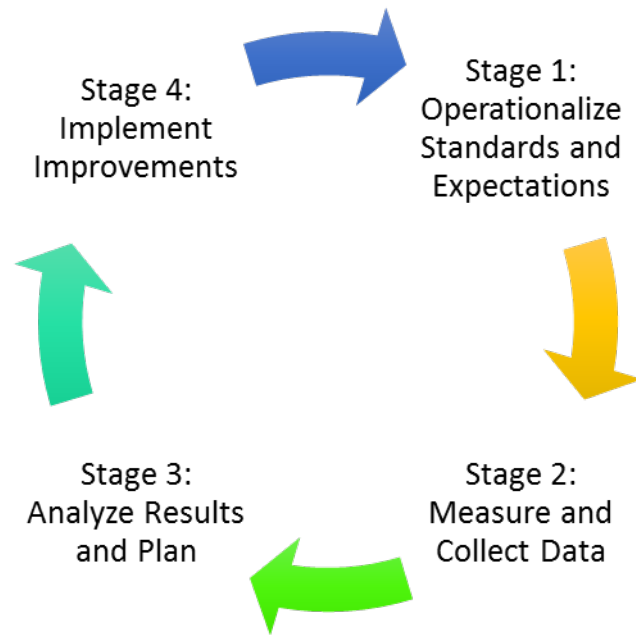 Stage 4:
Implement
Improvements
Stage 1:
Operationalize
Standards and
Expectations
Stage 3:
Analyze Results
and Plan
Stage 2:
Measure and
Collect Data